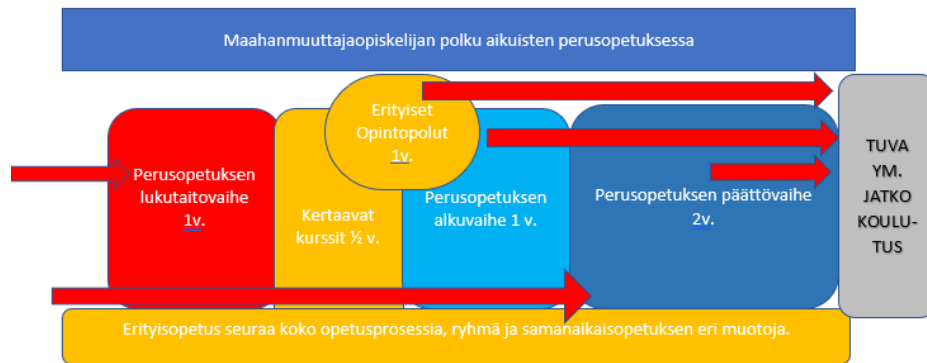 Maahanmuuttajaopiskelijan polku aikuisten perusopetuksessa
Erityiset
Opintopolut
1v.
Perusopetuksen
lukutaitovaihe
1v.
Kertaavat
kurssit ½ v.
Perusopetuksen
alkuvaihe 1 v.
Perusopetuksen päättövaihe
2v.
TUVA
YM.
JATKO
KOULU-
TUS
Erityisopetus seuraa koko opetusprosessia, ryhmä ja samanaikaisopetuksen eri muotoja.